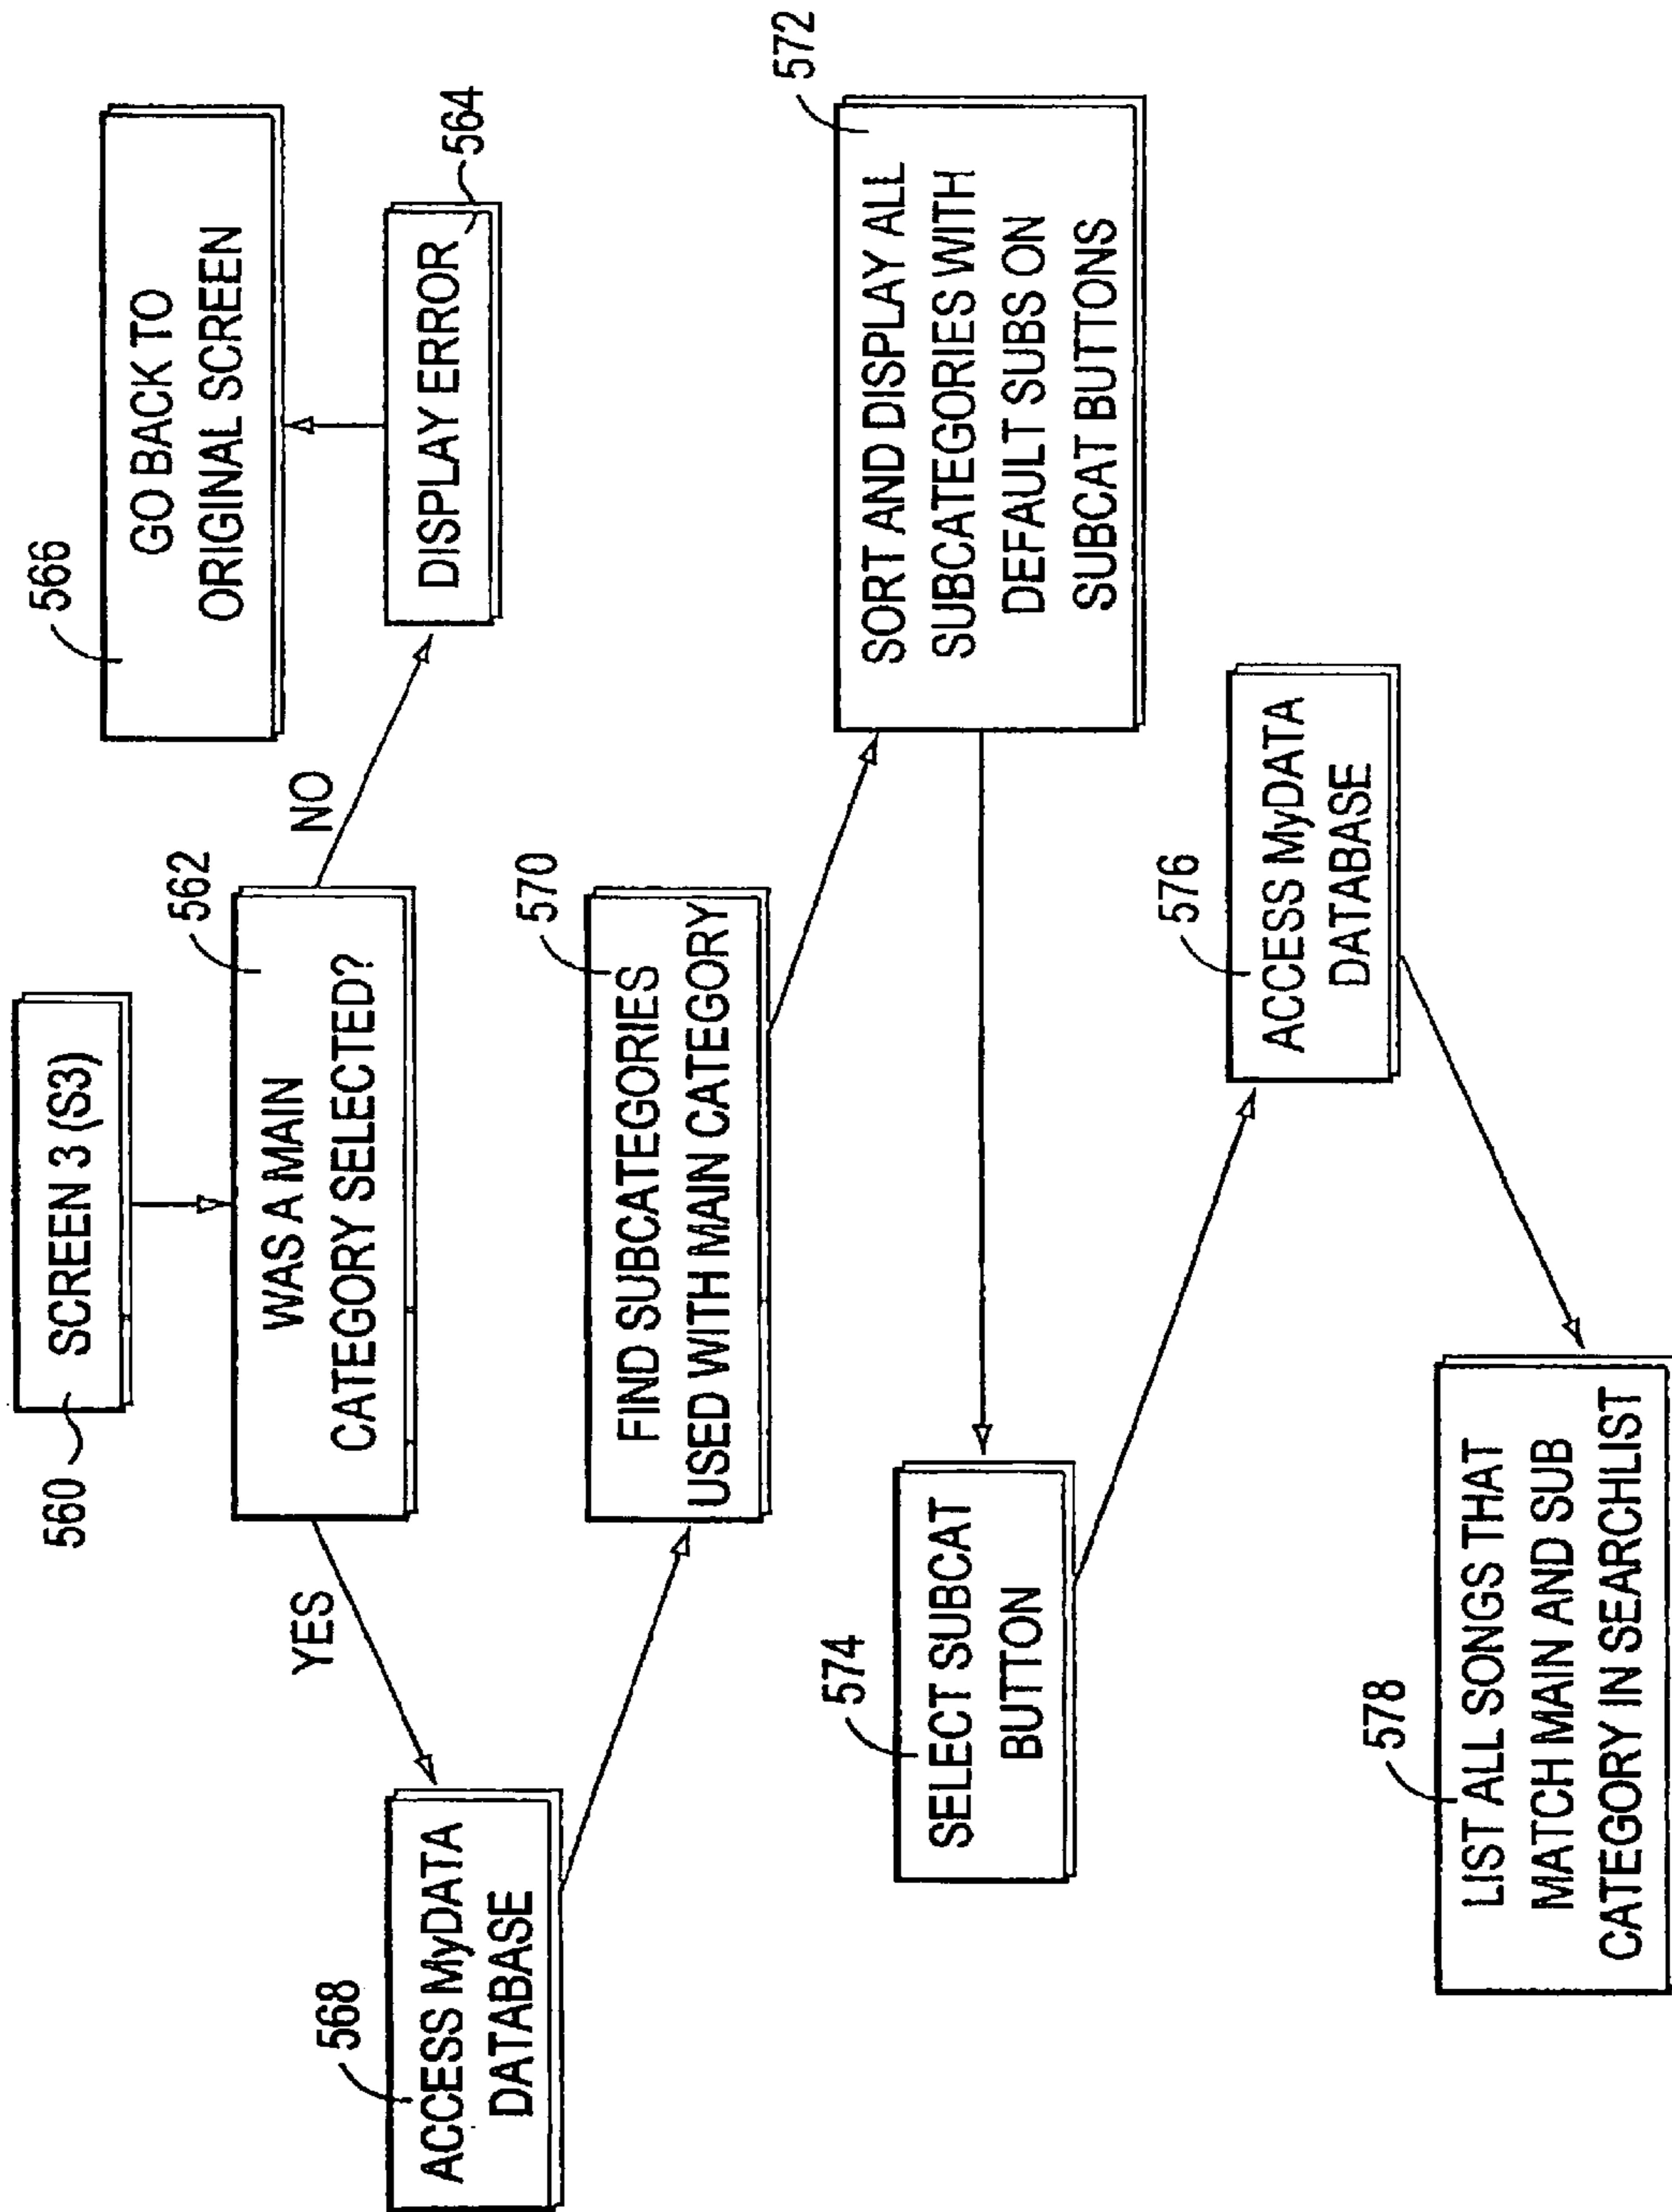 560
SCREEN 3 (S3)
562
WAS A MAIN
CATEGORY SELECTED?
YES
NO
566
GO BACK TO
ORIGINAL SCREEN
DISPLAY ERROR
564
568
ACCESS MyDATA
DATABASE
570
FIND SUBCATEGORIES
USED WITH MAIN CATEGORY
572
SORT AND DISPLAY ALL
SUBCATEGORIES WITH
DEFAULT SUBS ON
SUBCAT BUTTONS
574
SELECT SUBCAT
BUTTON
576
ACCESS MyDATA
DATABASE
578
LIST ALL SONGS THAT
MATCH MAIN AND SUB
CATEGORY IN SEARCHLIST